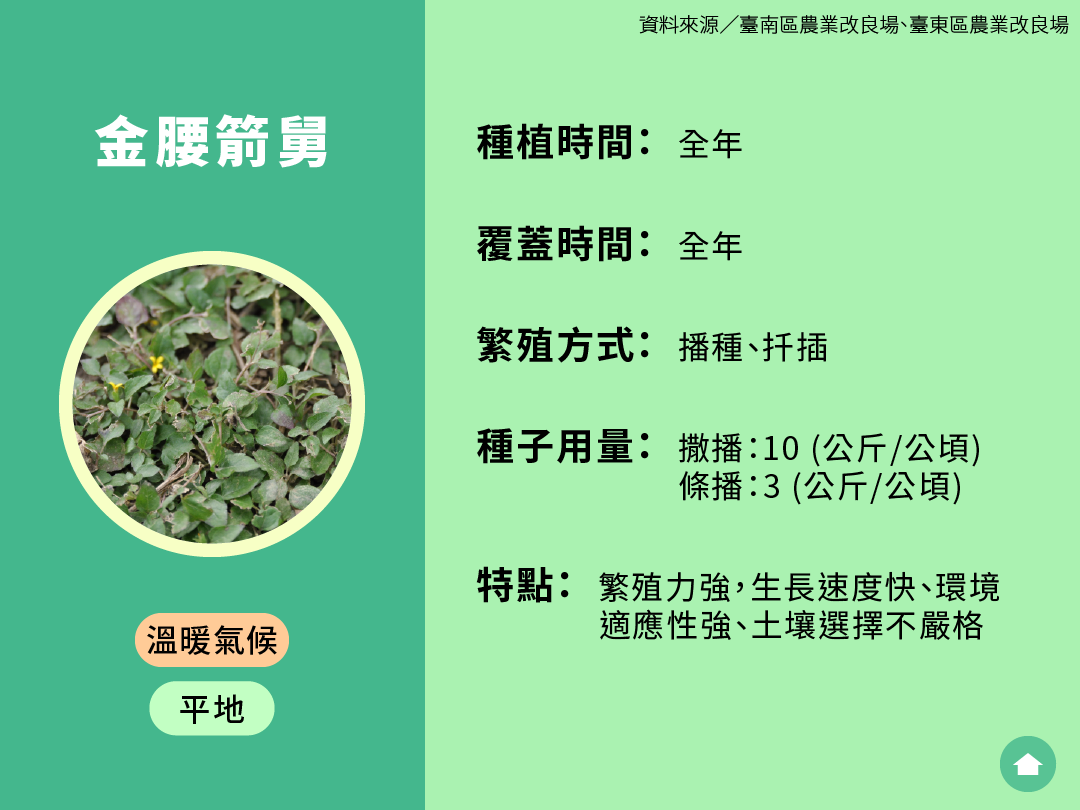 資料來源／臺南區農業改良場、臺東區農業改良場
金腰箭舅
溫暖氣候
平地
種植時間： 全年
覆蓋時間： 全年
繁殖方式： 播種、扦插
種子用量： 撒播：10 (公斤/公頃)
條播：3 (公斤/公頃)
特點： 繁殖力強，生長速度快、環境
適應性強、土壤選擇不嚴格